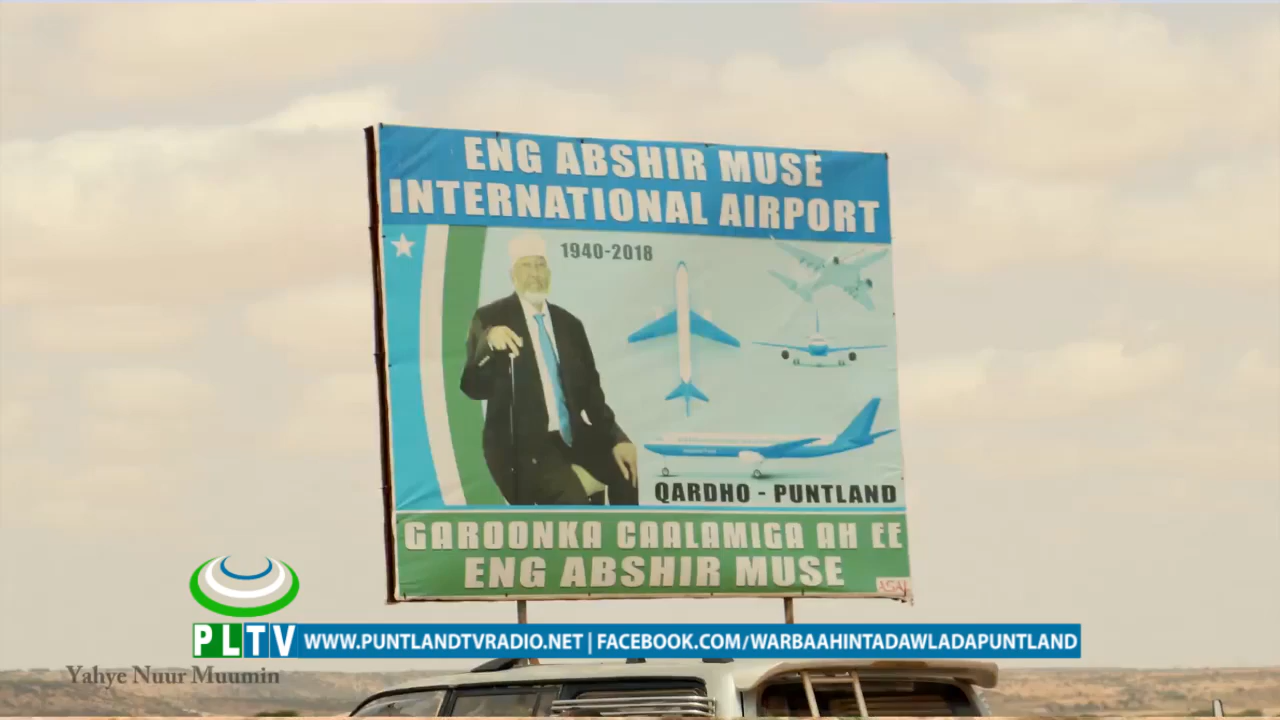 ENG ABSHIR MUSE
INTERNATIONAL AIRPORT
1940-2018
QARDHO - PUNTLAND
GAROONKA CAALAMIGA AH EE
ENG ABSHIR MUSE
ASAL
PLTV
WWW.PUNTLANDTVRADIO.NET | FACEBOOK.COM/WARBAAHINTADAWLADAPUNTLAND
Yahye Nuur Muumin